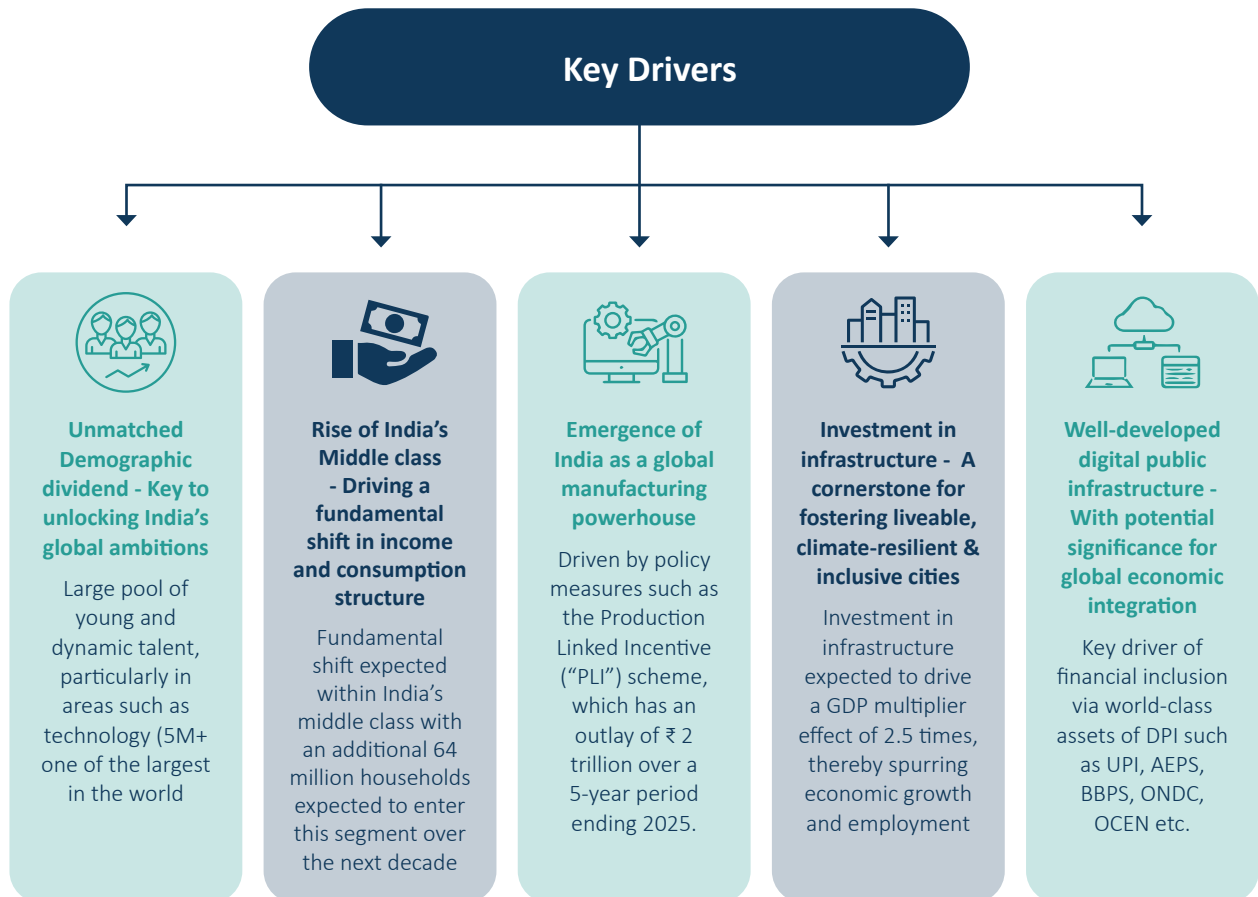 Key Drivers
Unmatched
Demographic
dividend - Key to
unlocking India’s
global ambitions
Large pool of
young and
dynamic talent,
particularly in
areas such as
technology (5M+
one of the largest
in the world
Rise of India’s
Middle class
- Driving a
fundamental
shift in income
and consumption
structure
Fundamental
shift expected
within India’s
middle class with
an additional 64
million households
expected to enter
this segment over
the next decade
Emergence of
India as a global
manufacturing
powerhouse
Driven by policy
measures such as
the Production
Linked Incentive
(“PLI”) scheme,
which has an
outlay of ₹ 2
trillion over a
5-year period
ending 2025.
Investment in
infrastructure - A
cornerstone for
fostering liveable,
climate-resilient &
inclusive cities
Investment in
infrastructure
expected to drive
a GDP multiplier
effect of 2.5 times,
thereby spurring
economic growth
and employment
Well-developed
digital public
infrastructure -
With potential
significance for
global economic
integration
Key driver of
financial inclusion
via world-class
assets of DPI such
as UPI, AEPS,
BBPS, ONDC,
OCEN etc.